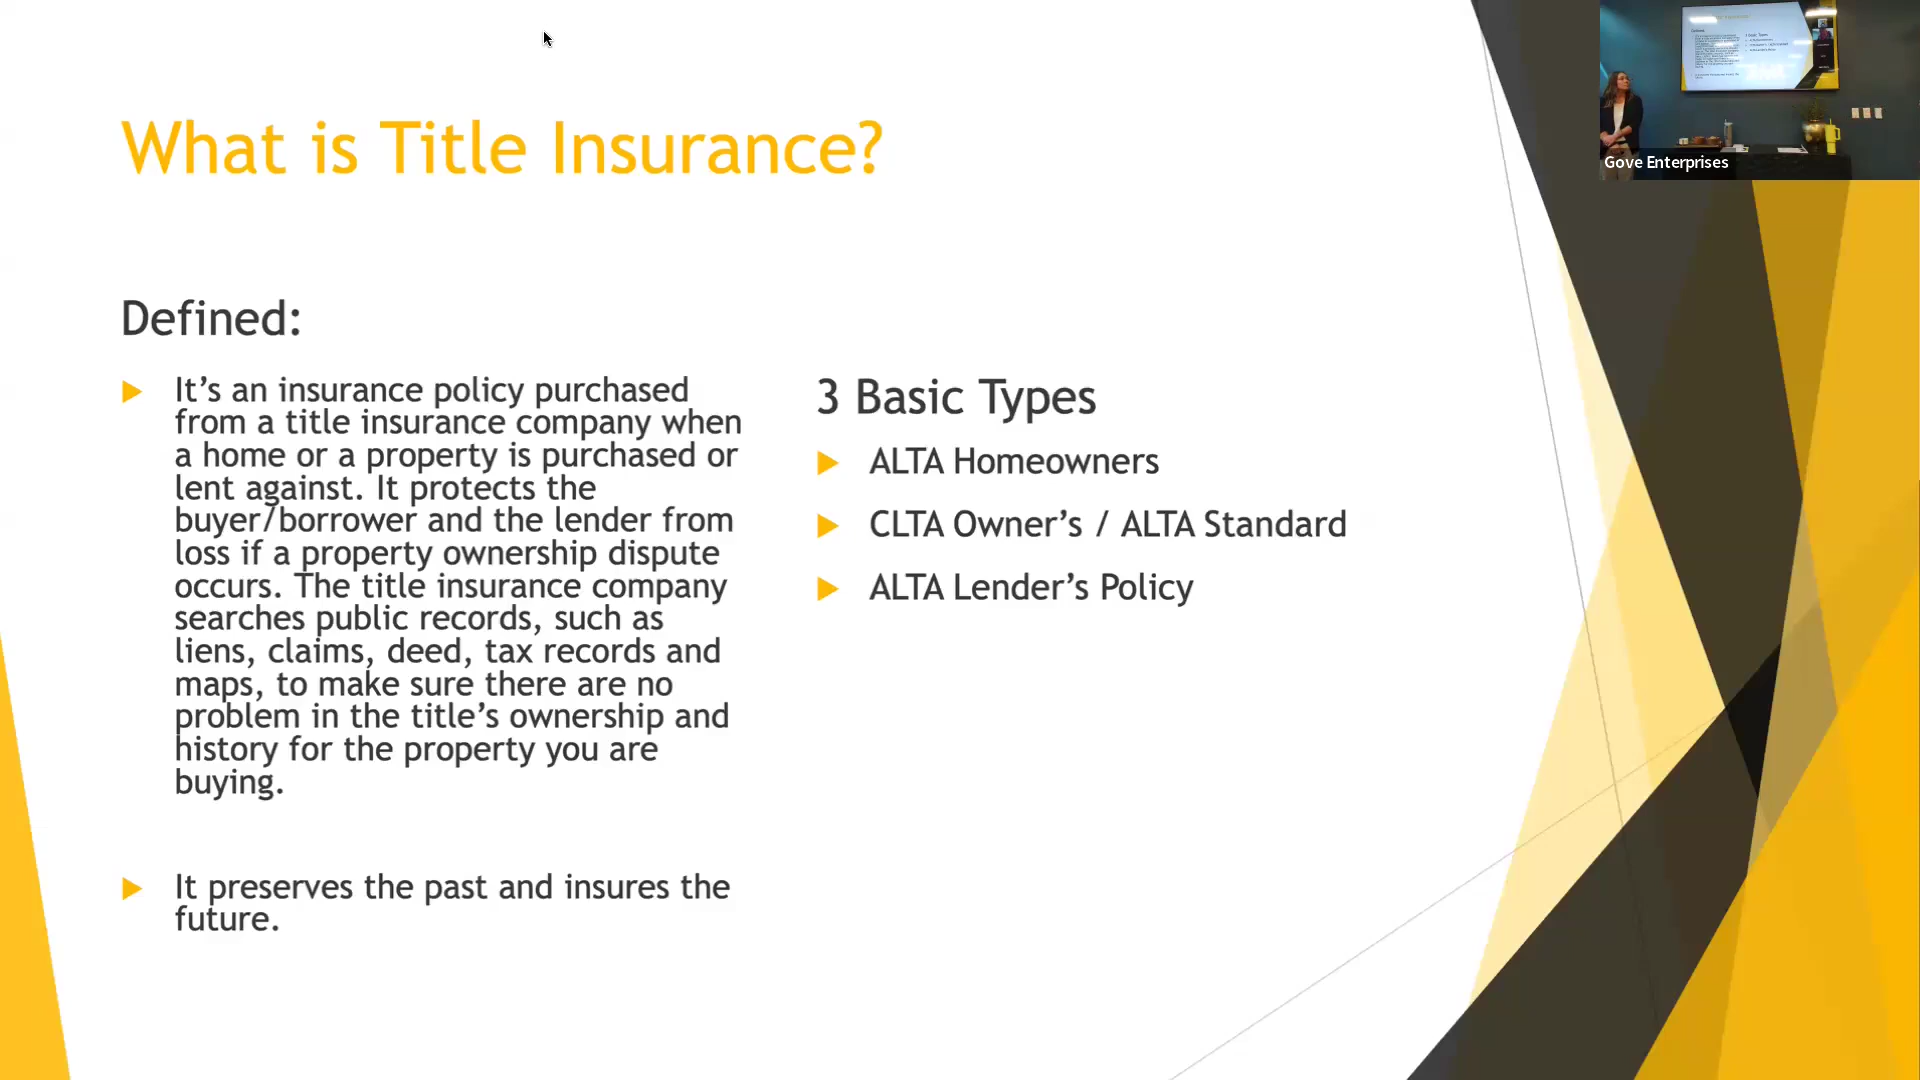 What is Title Insurance?
Defined:
It’s an insurance policy purchased
from a title insurance company when
a home or a property is purchased or
lent against. It protects the
buyer/borrower and the lender from
loss if a property ownership dispute
occurs. The title insurance company
searches public records, such as
liens, claims, deed, tax records and
maps, to make sure there are no
problem in the title’s ownership and
history for the property you are
buying.
It preserves the past and insures the
future.
3 Basic Types
ALTA Homeowners
CLTA Owner’s / ALTA Standard
ALTA Lender’s Policy
Gove Enterprises